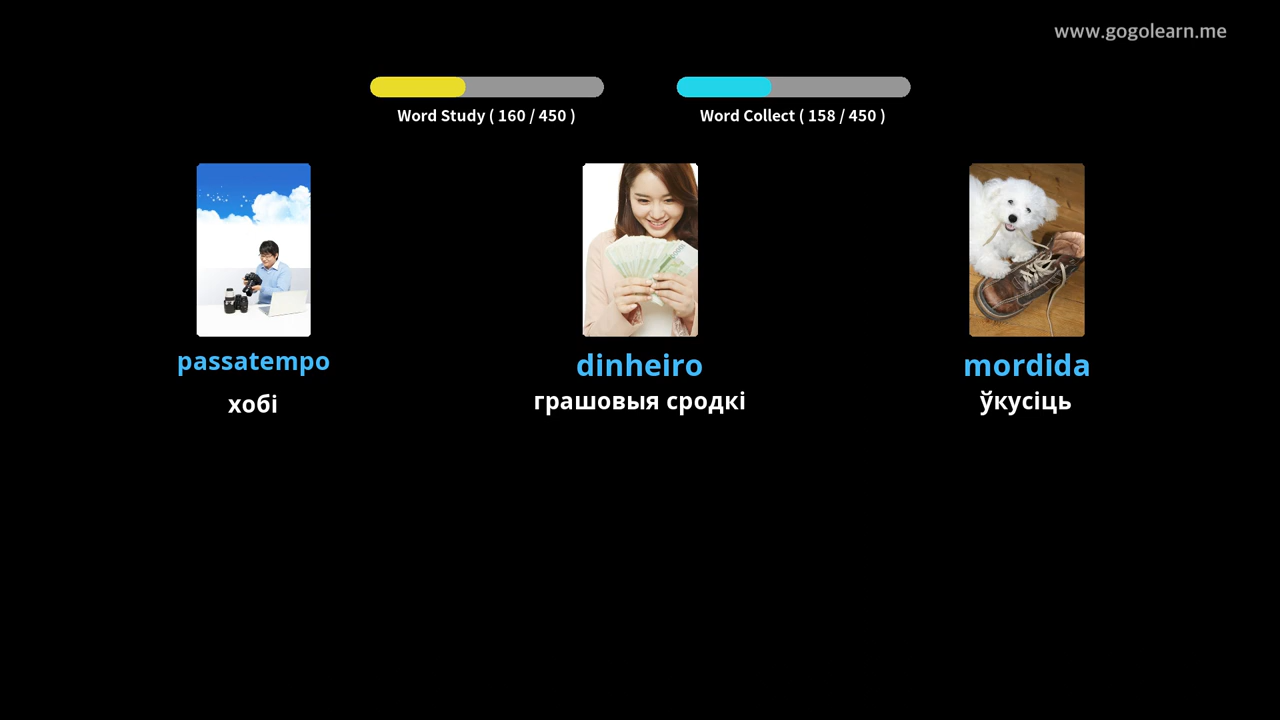 www.gogolearn.me
Word Study ( 160 / 450 )
Word Collect ( 158 / 450 )
passatempo
dinheiro
mordida
хобі
грашовыя сродкі
ўкусіць